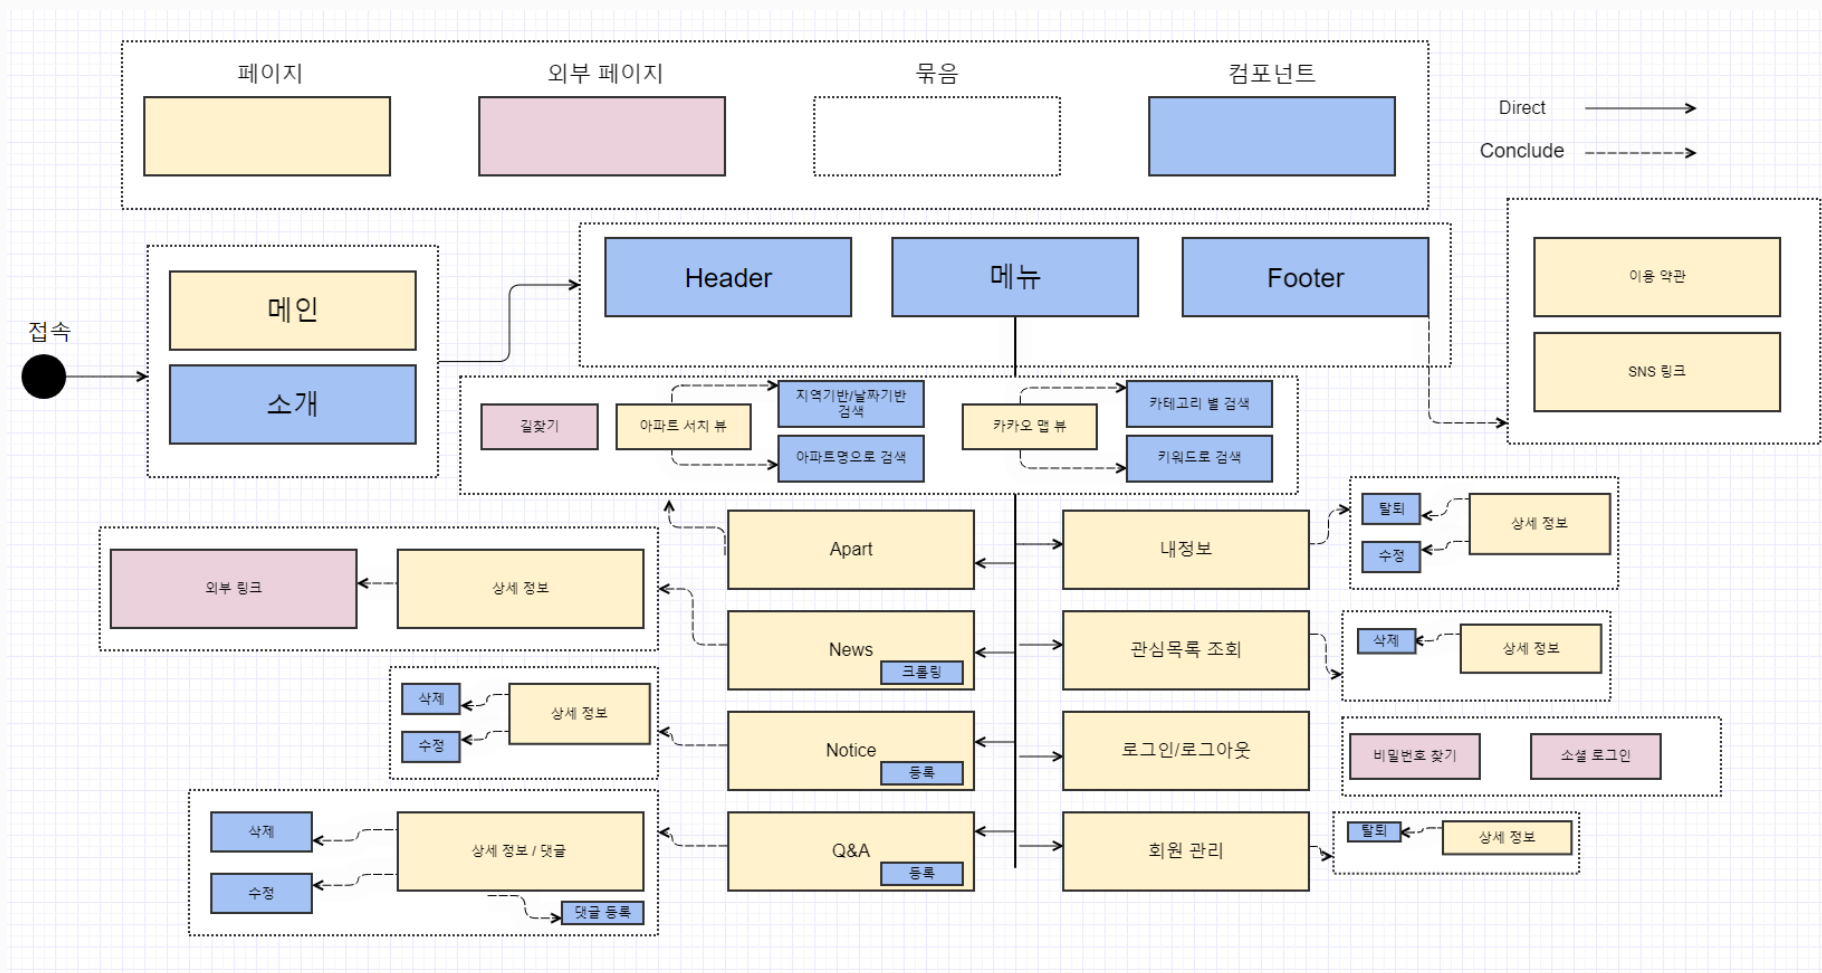 페이지
외부 페이지
묶음
컴포넌트
Direct
Conclude
접속
메인
소개
Header
메뉴
Footer
이용 약관
SNS 링크
길찾기
아파트 서치 뷰
지역기반/날짜기반
검색
아파트명으로 검색
카카오 맵 뷰
카테고리 별 검색
키워드로 검색
외부 링크
상세 정보
Apart
내정보
탈퇴
수정
상세 정보
News
크롤링
관심목록 조회
삭제
상세 정보
삭제
수정
상세 정보
Notice
등록
로그인/로그아웃
비밀번호 찾기
소셜 로그인
삭제
수정
상세 정보 / 댓글
댓글 등록
Q&A
등록
회원 관리
탈퇴
상세 정보